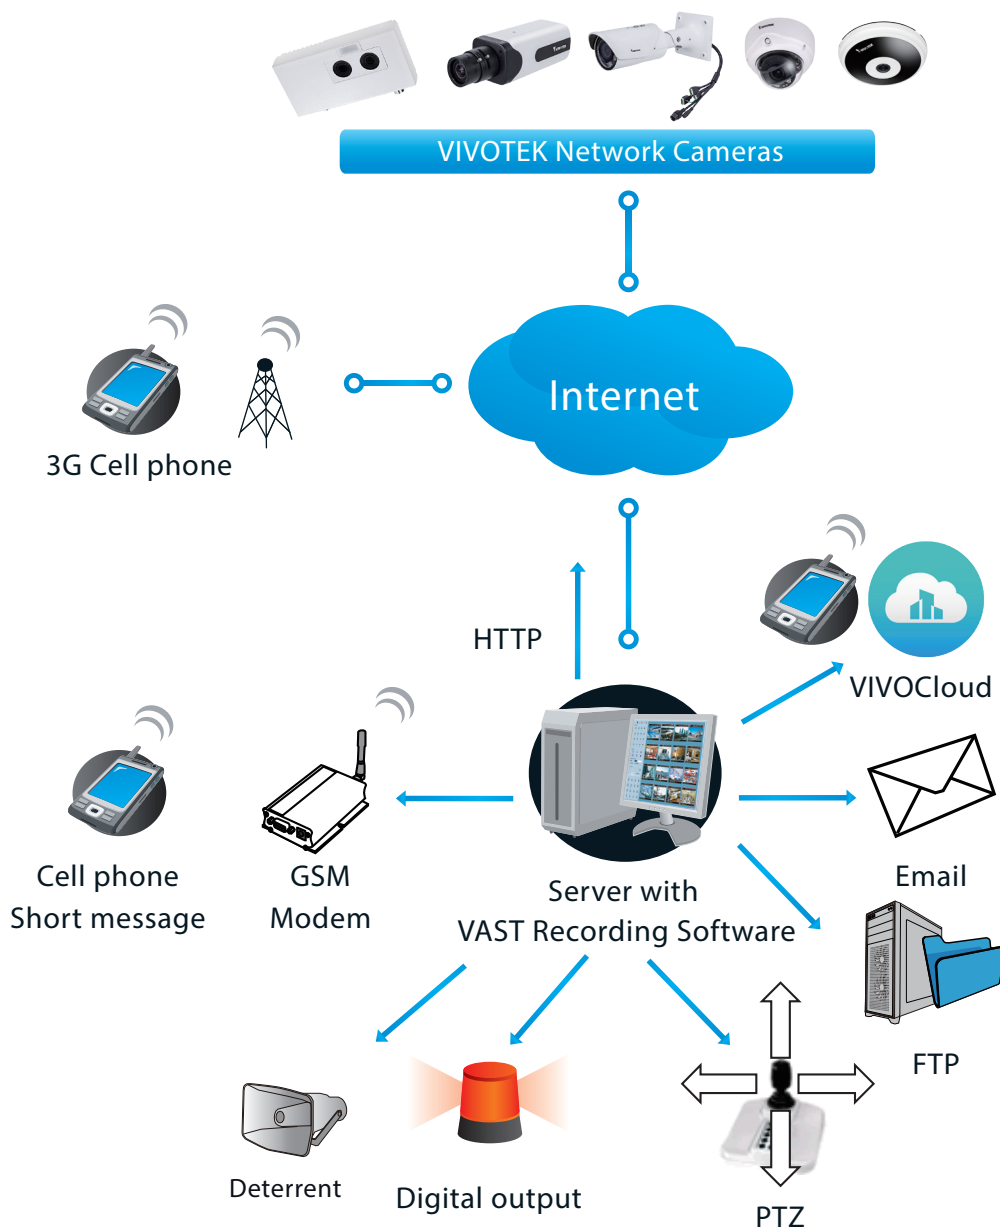 VIVOTEK Network Cameras
Internet
3G Cell phone
HTTP
VIVOCloud
Cell phone
Short message
GSM
Modem
Server with
VAST Recording Software
Email
FTP
Deterrent
Digital output
PTZ